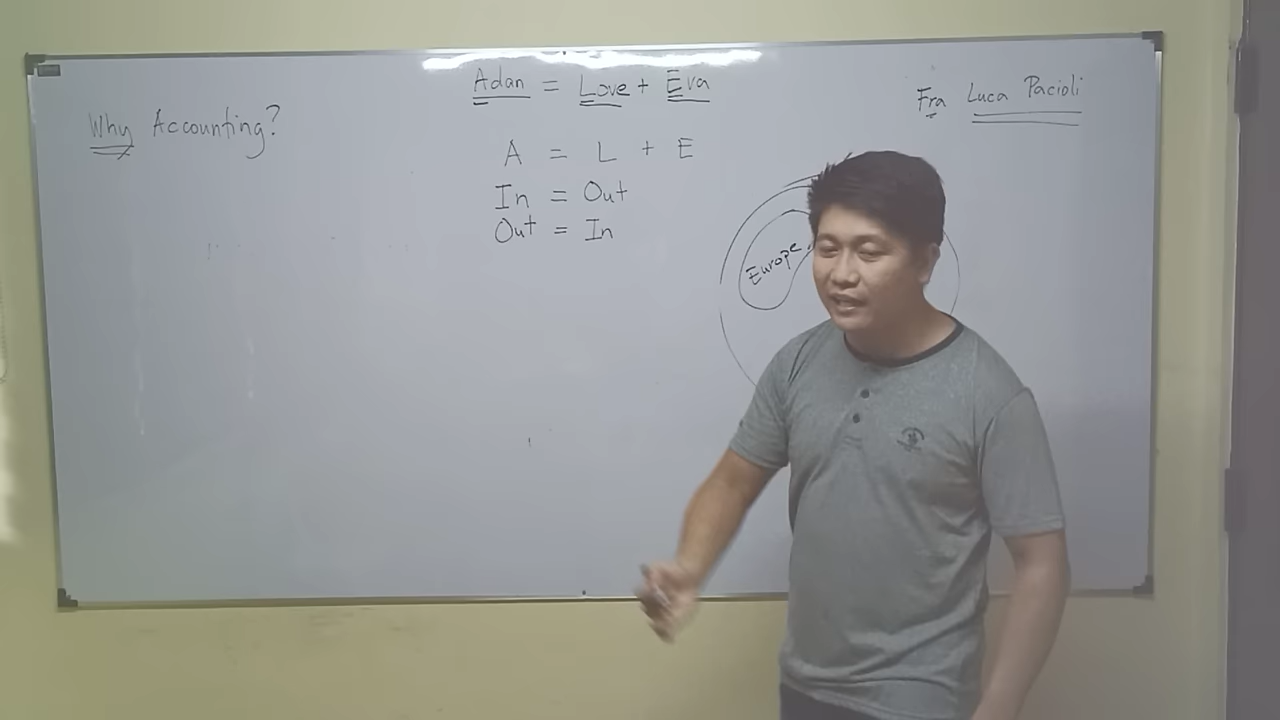 Why Accounting?
Adan = Love + Eva
A = L + E
In = Out
Out = In
Fra Luca Pacioli
Europe